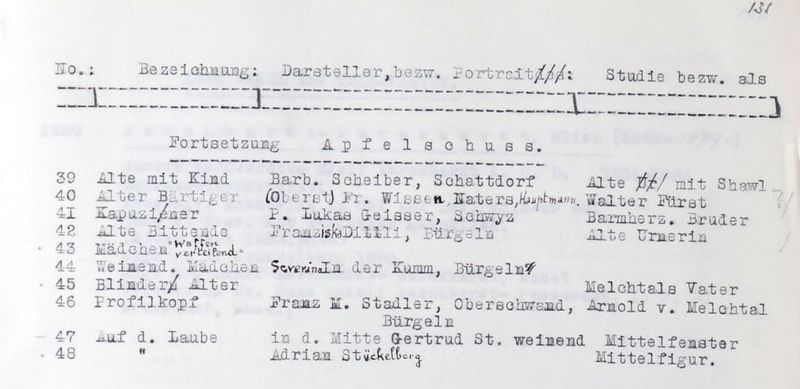 131
No.: Bezeichnung: Darsteller, bezw. Portrait: Studie bezw. als
Fortsetzung Apfelschuss.
39 Alte mit Kind Barb. Scheiber, Schattdorf Alte mit Shawl
40 Alter Bärtiger (Oberst) Fr. Wissen, Naters, Hauptmann. Walter Fürst
41 Kapuziner P. Lukas Geisser, Schwyz Barmherz. Bruder
42 Alte Bittende Franziska Dillli, Bürgeln Alte Urnerin
43 Mädchen "Waffen verteilend"
44 Weinend. Mädchen Severina In der Kumm, Bürgeln
45 Blinder Alter Melchtals Vater
46 Profilkopf Franz M. Stadler, Oberschwand, Arnold v. Melchtal
Bürgeln
47 Auf d. Laube in d. Mitte Gertrud St. weinend Mittelfenster
48 " Adrian Stückelberg Mittelfigur.